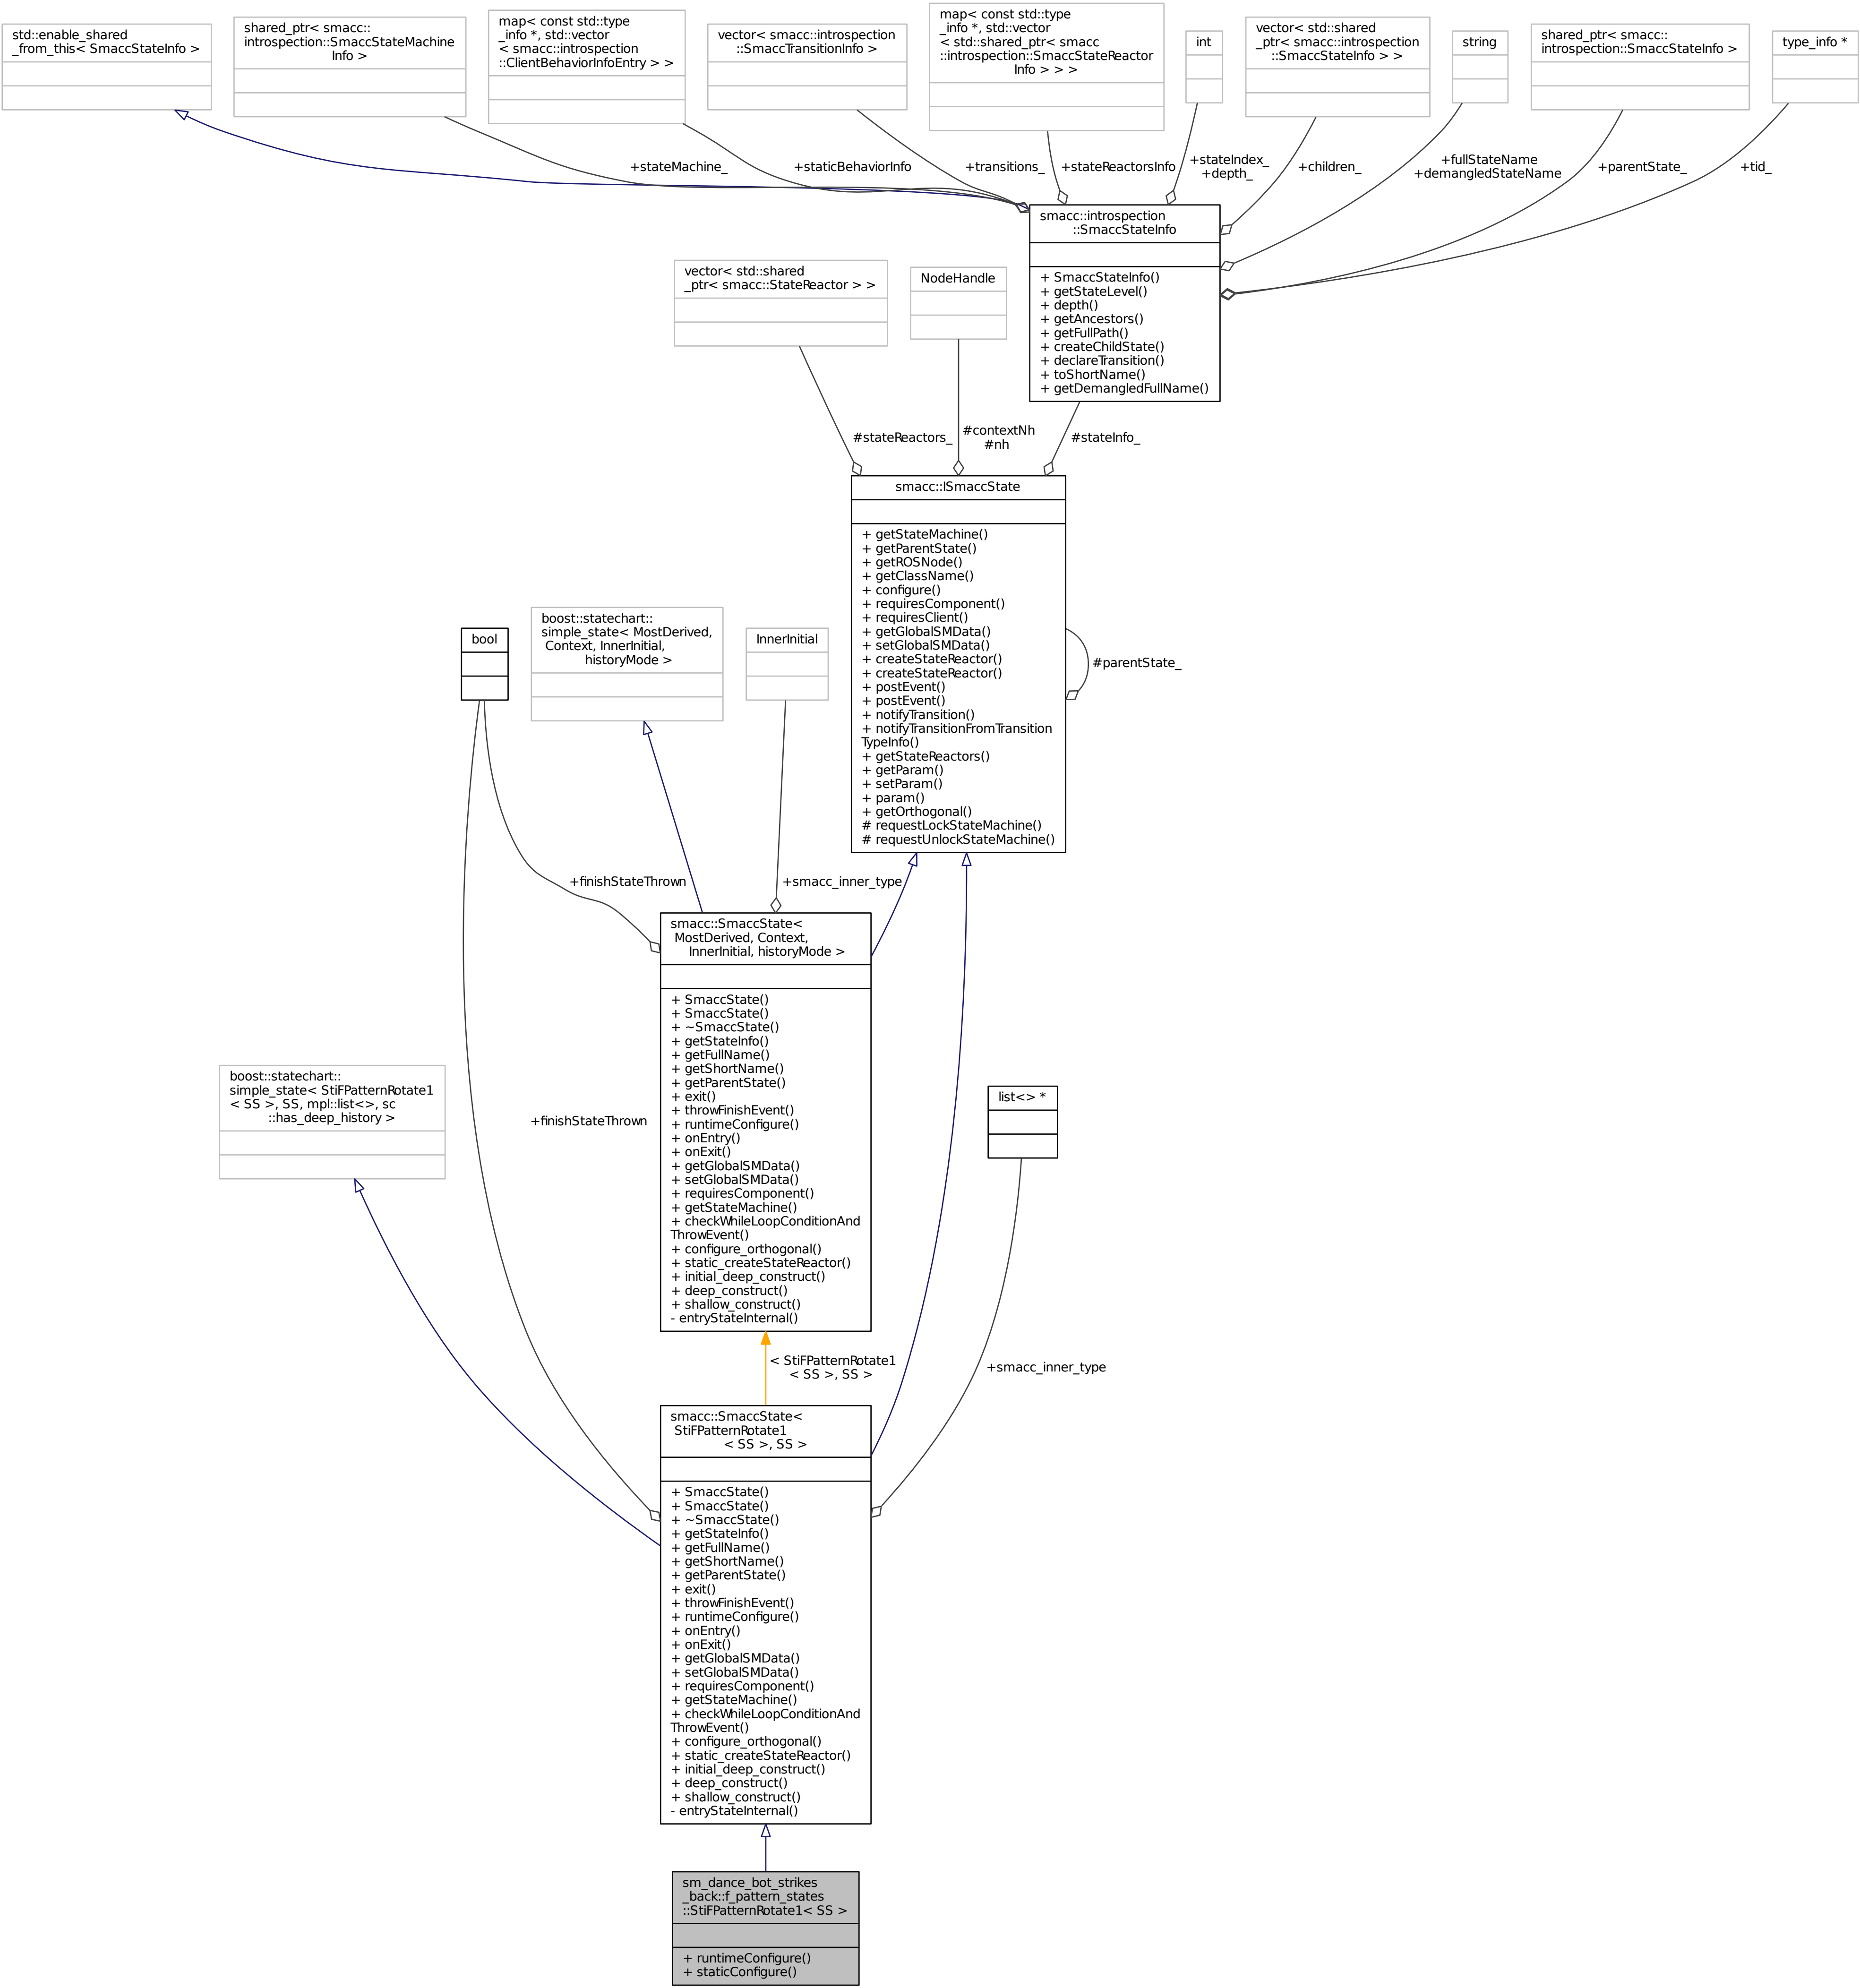 std::enable_shared
_from_this< SmaccStateInfo >
shared_ptr< smacc::
introspection::SmaccStateMachine
Info >
map< const std::type
_info *, std::vector
< smacc::introspection
::ClientBehaviorInfoEntry > >
vector< smacc::introspection
::SmaccTransitionInfo >
map< const std::type
_info *, std::vector
< std::shared_ptr< smacc
::introspection::SmaccStateReactor
Info > > >
int
vector< std::shared
_ptr< smacc::introspection
::SmaccStateInfo > >
string
shared_ptr< smacc::
introspection::SmaccStateInfo >
type_info *
+stateMachine_
+staticBehaviorInfo
+transitions_
+stateReactorsInfo
+stateIndex_
+depth_
+children_
+fullStateName
+demangledStateName
+parentState_
+tid_
smacc::introspection
::SmaccStateInfo
+ SmaccStateInfo()
+ getStateLevel()
+ depth()
+ getAncestors()
+ getFullPath()
+ createChildState()
+ declareTransition()
+ toShortName()
+ getDemangledFullName()
vector< std::shared
_ptr< smacc::StateReactor > >
NodeHandle
#stateReactors_
#contextNh
#nh
#stateInfo_
smacc::ISmaccState
+ getStateMachine()
+ getParentState()
+ getROSNode()
+ getClassName()
+ configure()
+ requiresComponent()
+ requiresClient()
+ getGlobalSMData()
+ setGlobalSMData()
+ createStateReactor()
+ createStateReactor()
+ postEvent()
+ postEvent()
+ notifyTransition()
+ notifyTransitionFromTransition
TypeInfo()
+ getStateReactors()
+ getParam()
+ setParam()
+ param()
+ getOrthogonal()
# requestLockStateMachine()
# requestUnlockStateMachine()
#parentState_
bool
boost::statechart::
simple_state< MostDerived,
Context, InnerInitial,
historyMode >
InnerInitial
+finishStateThrown
+smacc_inner_type
smacc::SmaccState<
MostDerived, Context,
InnerInitial, historyMode >
+ SmaccState()
+ SmaccState()
+ ~SmaccState()
+ getStateInfo()
+ getFullName()
+ getShortName()
+ getParentState()
+ exit()
+ throwFinishEvent()
+ runtimeConfigure()
+ onEntry()
+ onExit()
+ getGlobalSMData()
+ setGlobalSMData()
+ requiresComponent()
+ getStateMachine()
+ checkWhileLoopConditionAnd
ThrowEvent()
+ configure_orthogonal()
+ static_createStateReactor()
+ initial_deep_construct()
+ deep_construct()
+ shallow_construct()
- entryStateInternal()
boost::statechart::
simple_state< StiFPatternRotate1
< SS >, SS, mpl::list<>, sc
::has_deep_history >
+finishStateThrown
list<> *
< StiFPatternRotate1
< SS >, SS >
+smacc_inner_type
smacc::SmaccState<
StiFPatternRotate1
< SS >, SS >
+ SmaccState()
+ SmaccState()
+ ~SmaccState()
+ getStateInfo()
+ getFullName()
+ getShortName()
+ getParentState()
+ exit()
+ throwFinishEvent()
+ runtimeConfigure()
+ onEntry()
+ onExit()
+ getGlobalSMData()
+ setGlobalSMData()
+ requiresComponent()
+ getStateMachine()
+ checkWhileLoopConditionAnd
ThrowEvent()
+ configure_orthogonal()
+ static_createStateReactor()
+ initial_deep_construct()
+ deep_construct()
+ shallow_construct()
- entryStateInternal()
sm_dance_bot_strikes
_back::f_pattern_states
::StiFPatternRotate1< SS >
+ runtimeConfigure()
+ staticConfigure()